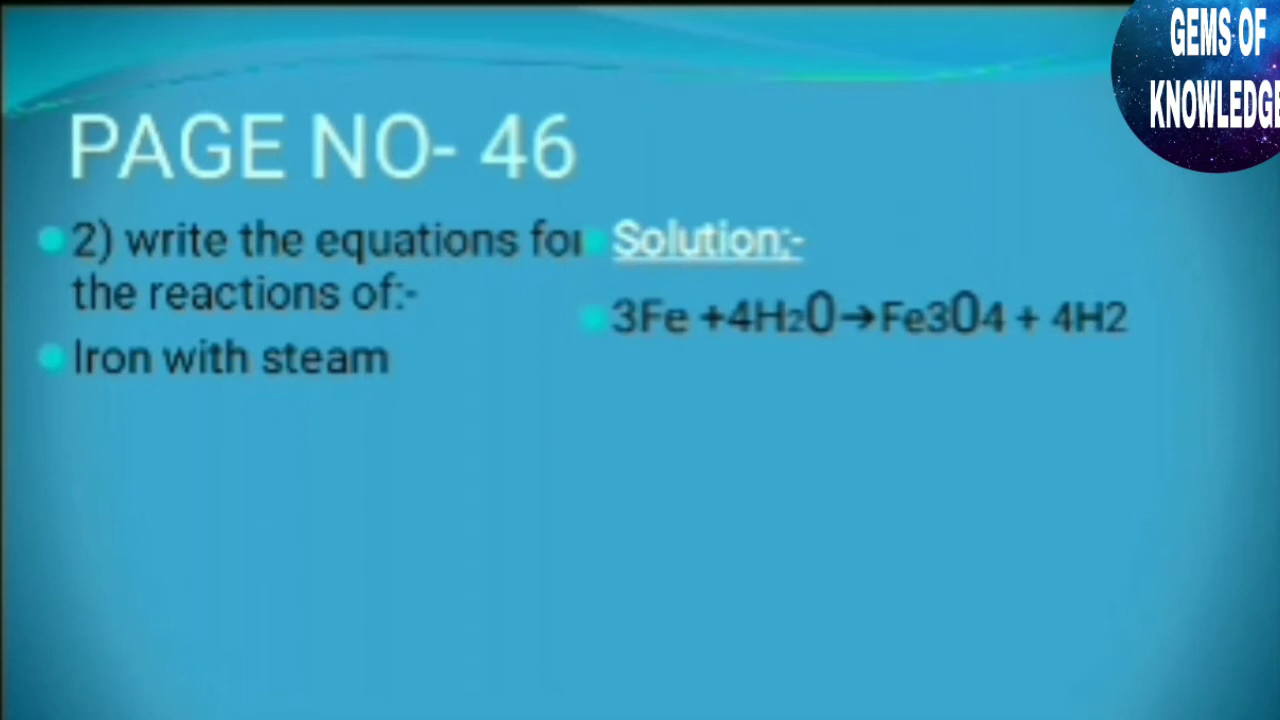 GEMS OF
KNOWLEDGE
PAGE NO- 46
2) write the equations for
the reactions of:-
Iron with steam
Solution;-
3Fe +4H₂O→Fe3O4 + 4H2